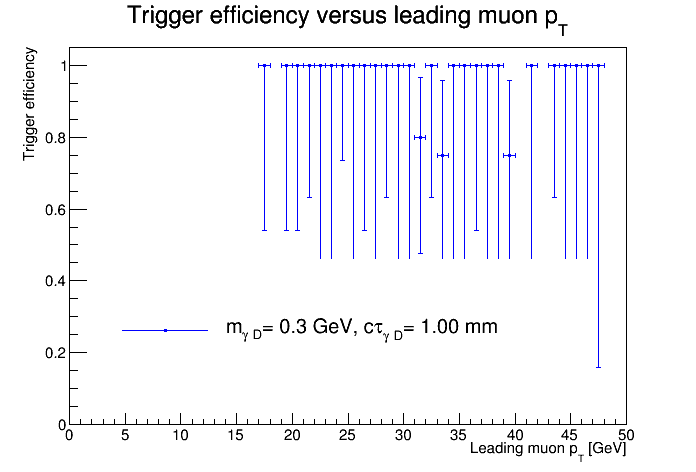 Trigger efficiency versus leading muon p_T
Trigger efficiency
1
0.8
0.6
0.4
0.2
0
m_γ D= 0.3 GeV, cτ_γ D= 1.00 mm
0 5 10 15 20 25 30 35 40 45 50
Leading muon p_T [GeV]